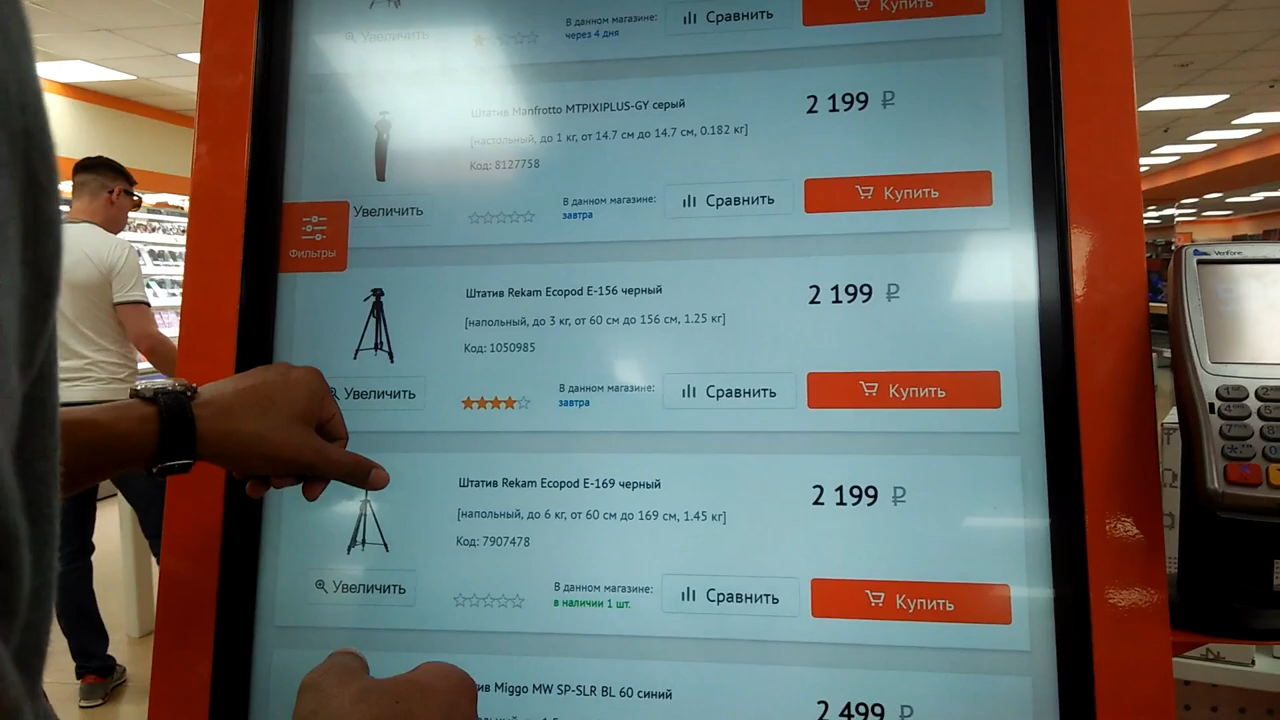 Увеличить
В данном магазине:
через 4 дня
Сравнить
Купить
Штатив Manfrotto MTPIXIPLUS-GY серый
2 199 ₽
[настольный, до 1 кг, от 14.7 см до 14.7 см, 0.182 кг]
Код: 8127758
Увеличить
В данном магазине:
завтра
Сравнить
Купить
Фильтры
Штатив Rekam Ecopod E-156 черный
2 199 ₽
[напольный, до 3 кг, от 60 см до 156 см, 1.25 кг]
Код: 1050985
Увеличить
В данном магазине:
завтра
Сравнить
Купить
Штатив Rekam Ecopod E-169 черный
2 199 ₽
[напольный, до 6 кг, от 60 см до 169 см, 1.45 кг]
Код: 7907478
Увеличить
В данном магазине:
в наличии 1 шт.
Сравнить
Купить
ив Miggo MW SP-SLR BL 60 синий
2 499 ₽
VeriFone